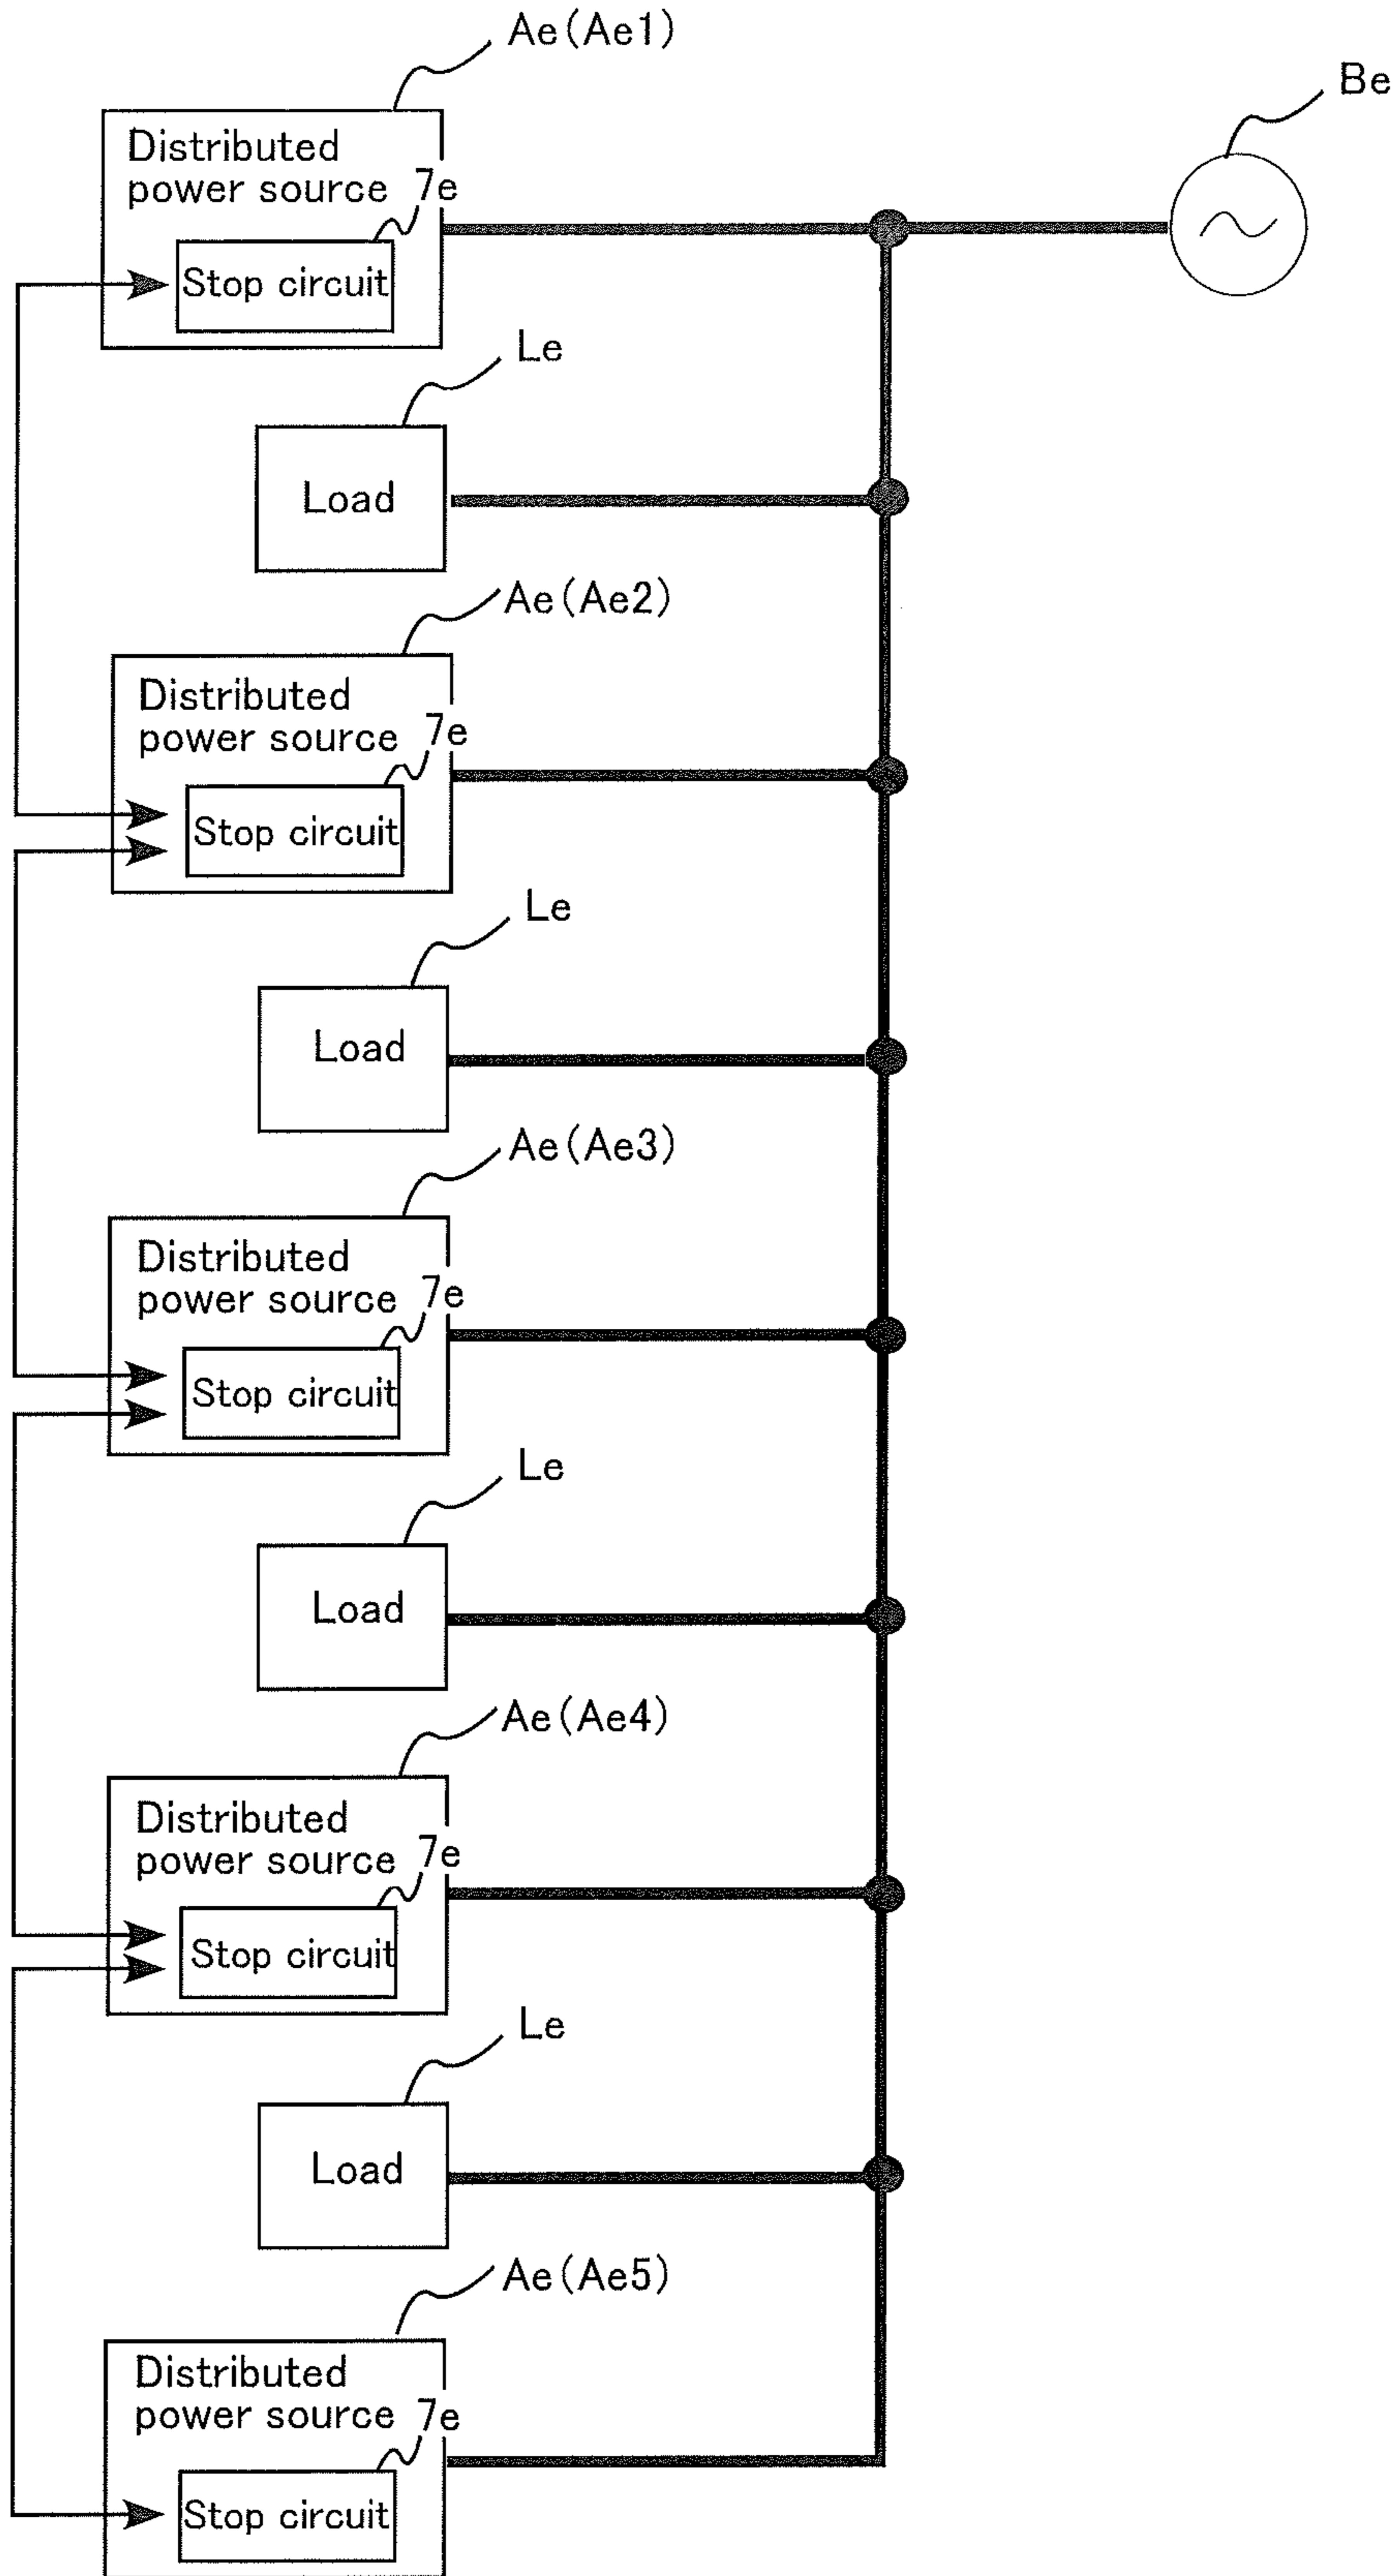 Ae(Ae1)
Be
Distributed
power source
7e
Stop circuit
Le
Load
Ae(Ae2)
Distributed
power source
7e
Stop circuit
Le
Load
Ae(Ae3)
Distributed
power source
7e
Stop circuit
Le
Load
Ae(Ae4)
Distributed
power source
7e
Stop circuit
Le
Load
Ae(Ae5)
Distributed
power source
7e
Stop circuit